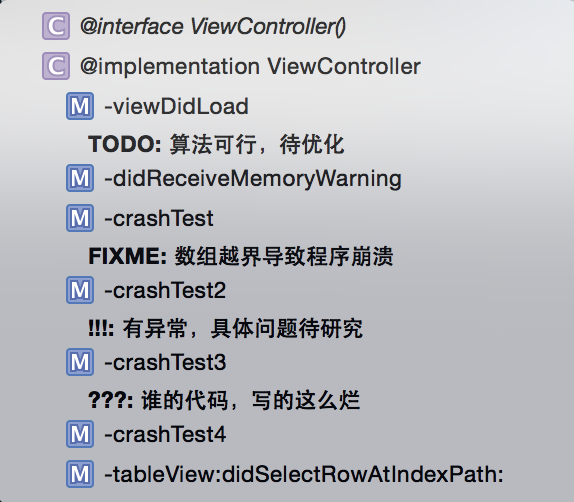 C @interface ViewController()
C @implementation ViewController
M -viewDidLoad
TODO: 算法可行，待优化
M -didReceiveMemoryWarning
M -crashTest
FIXME: 数组越界导致程序崩溃
M -crashTest2
!!!: 有异常，具体问题待研究
M -crashTest3
???: 谁的代码，写的这么烂
M -crashTest4
M -tableView:didSelectRowAtIndexPath: